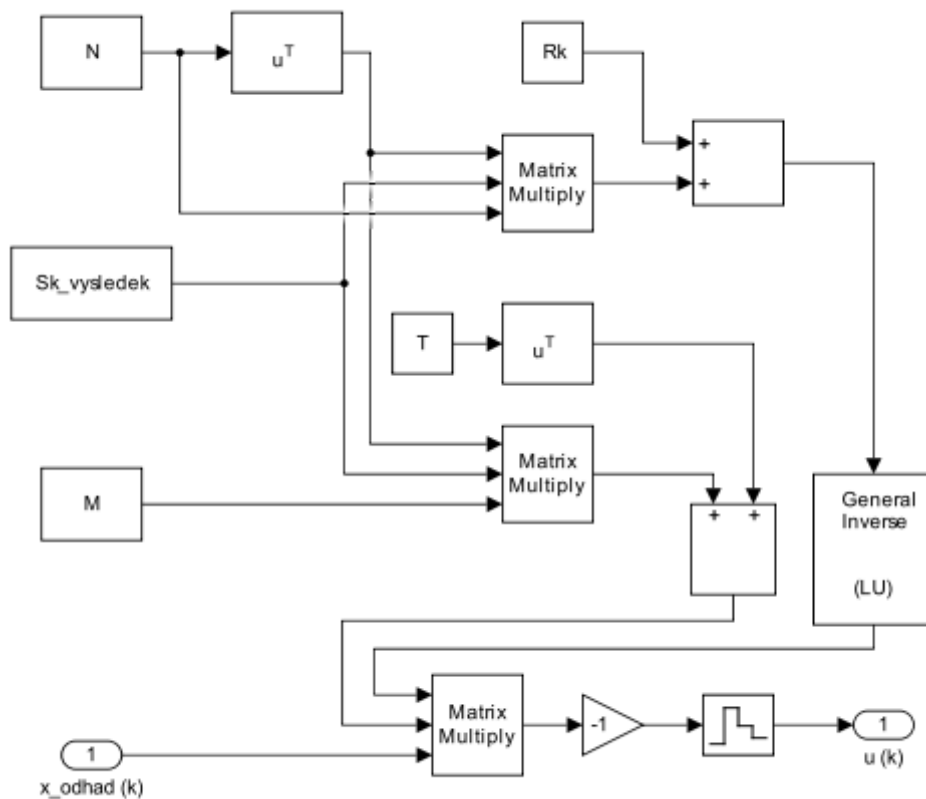 N
u^T
Rk
+
+
Matrix
Multiply
Sk_vysledek
T
u^T
Matrix
Multiply
M
+ +
General
Inverse
(LU)
Matrix
Multiply
-1
1
x_odhad (k)
1
u (k)